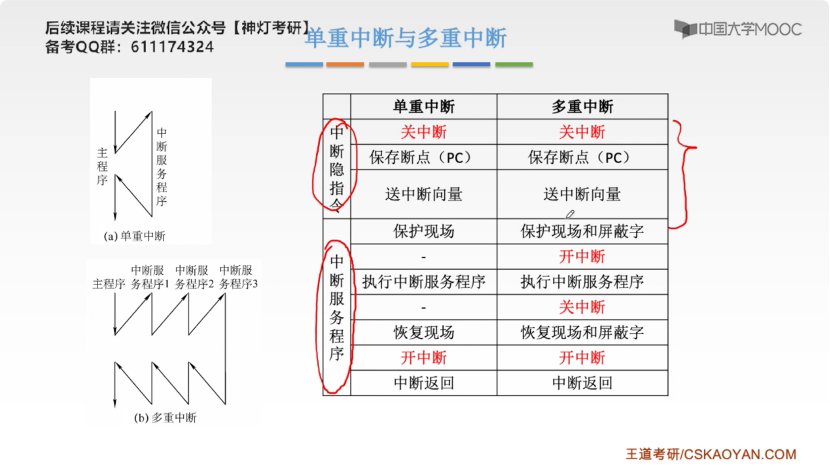 后续课程请关注微信公众号【神灯考研】
备考QQ群：611174324
单重中断与多重中断
中国大学MOOC
主程序
中断服务程序
(a)单重中断
主程序
中断服务程序1
中断服务程序2
中断服务程序3
(b)多重中断
单重中断 多重中断
中断隐指令
关中断 关中断
保存断点（PC） 保存断点（PC）
送中断向量 送中断向量
中断服务程序
保护现场 保护现场和屏蔽字
- 开中断
执行中断服务程序 执行中断服务程序
- 关中断
恢复现场 恢复现场和屏蔽字
开中断 开中断
中断返回 中断返回
王道考研/CSKAOYAN.COM